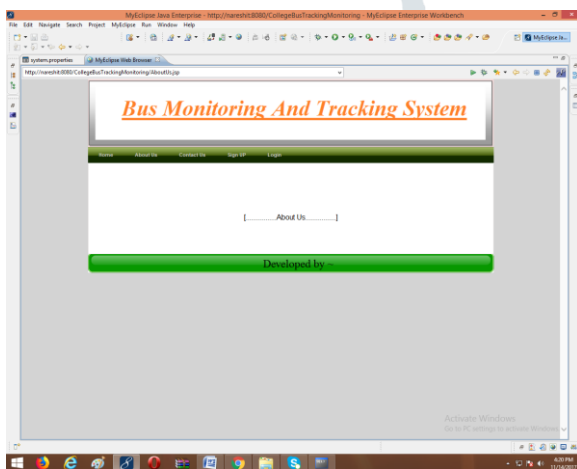 MyEclipse Java Enterprise - http://nareshit:8080/CollegeBusTrackingMonitoring - MyEclipse Enterprise Workbench
File Edit Navigate Search Project MyEclipse Run Window Help
MyEclipse Ja...
system.properties MyEclipse Web Browser
http://nareshit:8080/CollegeBusTrackingMonitoring/AboutUs.jsp
Bus Monitoring And Tracking System
Home About Us Contact Us Sign UP Login
[..............About Us..............]
Developed by ~
Activate Windows
Go to PC settings to activate Windows.
4:20 PM